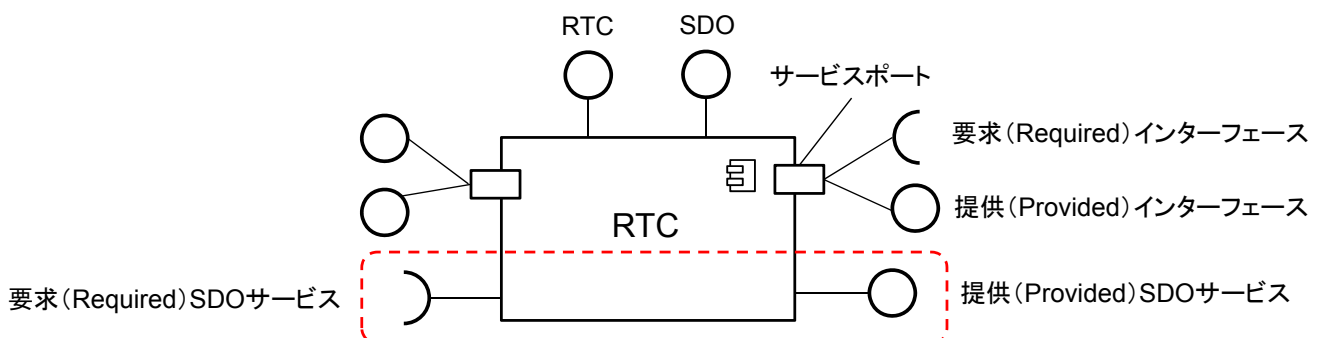 RTC
SDO
サービスポート
要求（Required）インターフェース
提供（Provided）インターフェース
RTC
要求（Required）SDOサービス
提供（Provided）SDOサービス